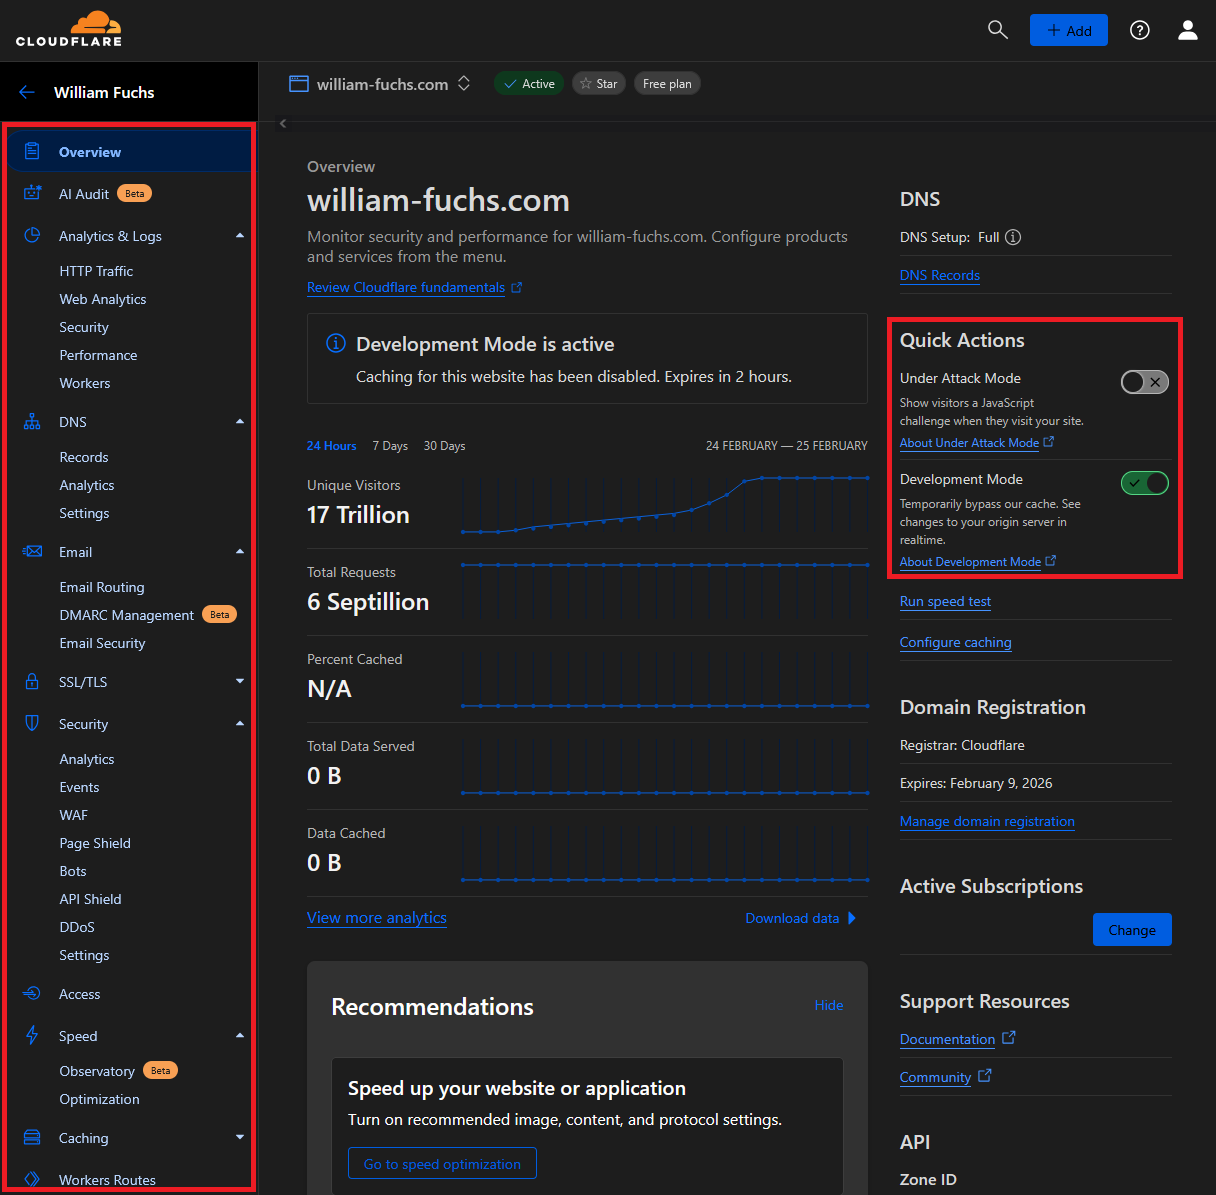 CLOUDFLARE
+ Add
William Fuchs
william-fuchs.com
Active
Star
Free plan
Overview
AI Audit Beta
Analytics & Logs
HTTP Traffic
Web Analytics
Security
Performance
Workers
DNS
Records
Analytics
Settings
Email
Email Routing
DMARC Management Beta
Email Security
SSL/TLS
Security
Analytics
Events
WAF
Page Shield
Bots
API Shield
DDoS
Settings
Access
Speed
Observatory Beta
Optimization
Caching
Workers Routes
Overview
william-fuchs.com
Monitor security and performance for william-fuchs.com. Configure products
and services from the menu.
Review Cloudflare fundamentals
Development Mode is active
Caching for this website has been disabled. Expires in 2 hours.
24 Hours 7 Days 30 Days
24 FEBRUARY — 25 FEBRUARY
Unique Visitors
17 Trillion
Total Requests
6 Septillion
Percent Cached
N/A
Total Data Served
0 B
Data Cached
0 B
View more analytics
Download data
Recommendations
Hide
Speed up your website or application
Turn on recommended image, content, and protocol settings.
Go to speed optimization
DNS
DNS Setup: Full
DNS Records
Quick Actions
Under Attack Mode
Show visitors a JavaScript
challenge when they visit your site.
About Under Attack Mode
Development Mode
Temporarily bypass our cache. See
changes to your origin server in
realtime.
About Development Mode
Run speed test
Configure caching
Domain Registration
Registrar: Cloudflare
Expires: February 9, 2026
Manage domain registration
Active Subscriptions
Change
Support Resources
Documentation
Community
API
Zone ID